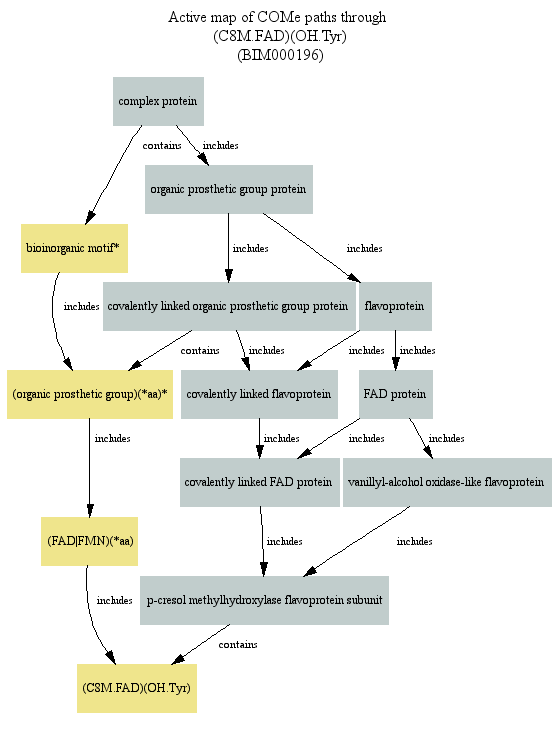 Active map of COMe paths through
(C8M.FAD)(OH.Tyr)
(BIM000196)
complex protein
contains
includes
organic prosthetic group protein
bioinorganic motif*
includes
includes
includes
covalently linked organic prosthetic group protein
flavoprotein
contains
includes
includes
includes
(organic prosthetic group)(*aa)*
covalently linked flavoprotein
FAD protein
includes
includes
includes
includes
covalently linked FAD protein
vanillyl-alcohol oxidase-like flavoprotein
(FAD|FMN)(*aa)
includes
includes
includes
p-cresol methylhydroxylase flavoprotein subunit
contains
(C8M.FAD)(OH.Tyr)